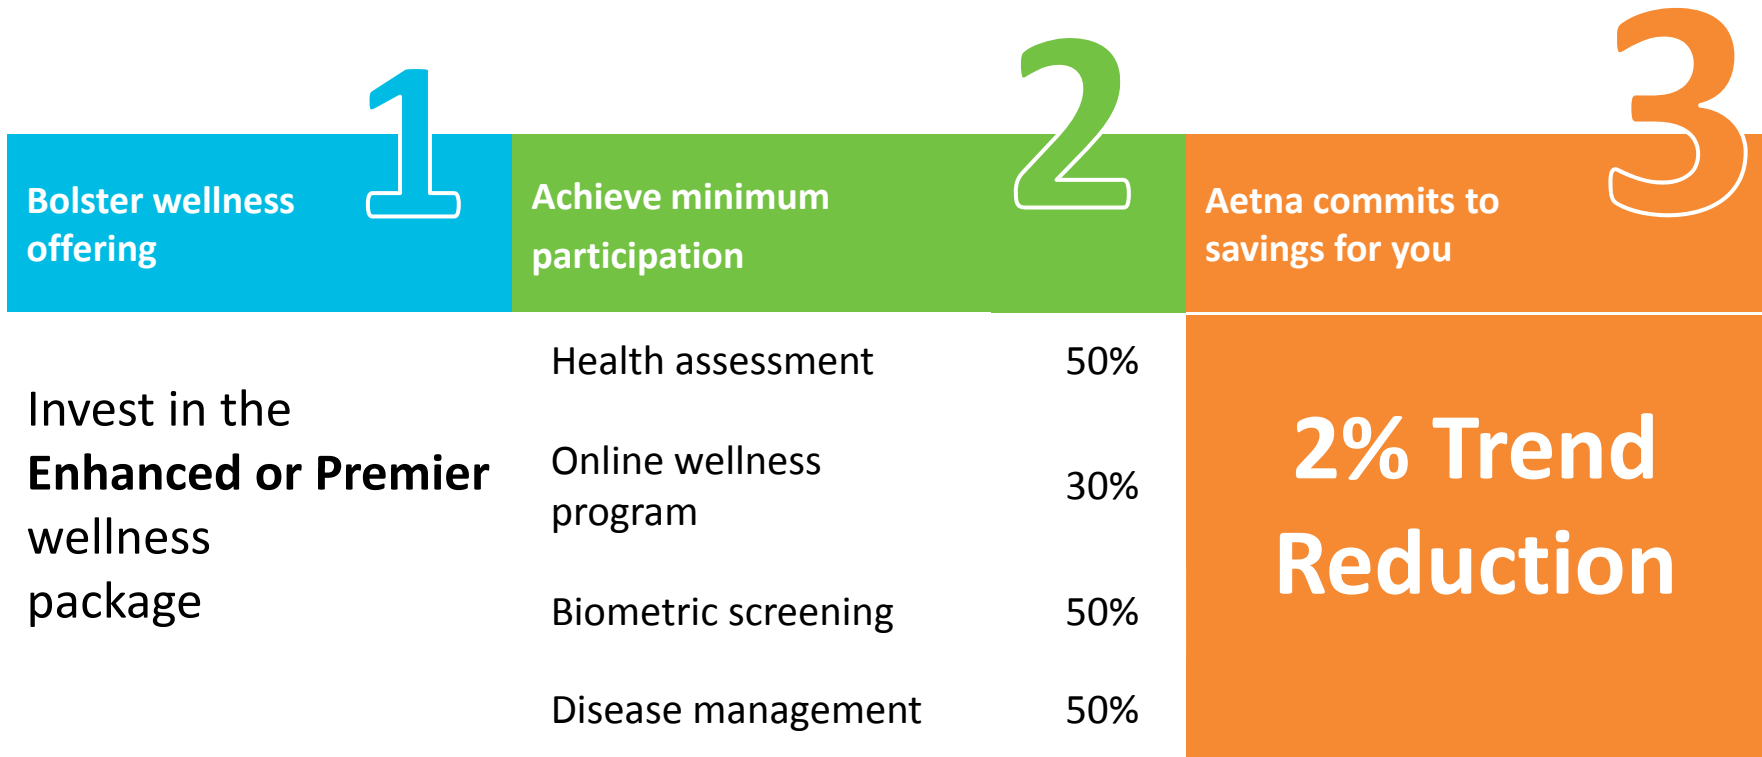 1
Bolster wellness
offering
Invest in the
Enhanced or Premier
wellness
package
2
Achieve minimum
participation
Health assessment 50%
Online wellness
program 30%
Biometric screening 50%
Disease management 50%
3
Aetna commits to
savings for you
2% Trend
Reduction